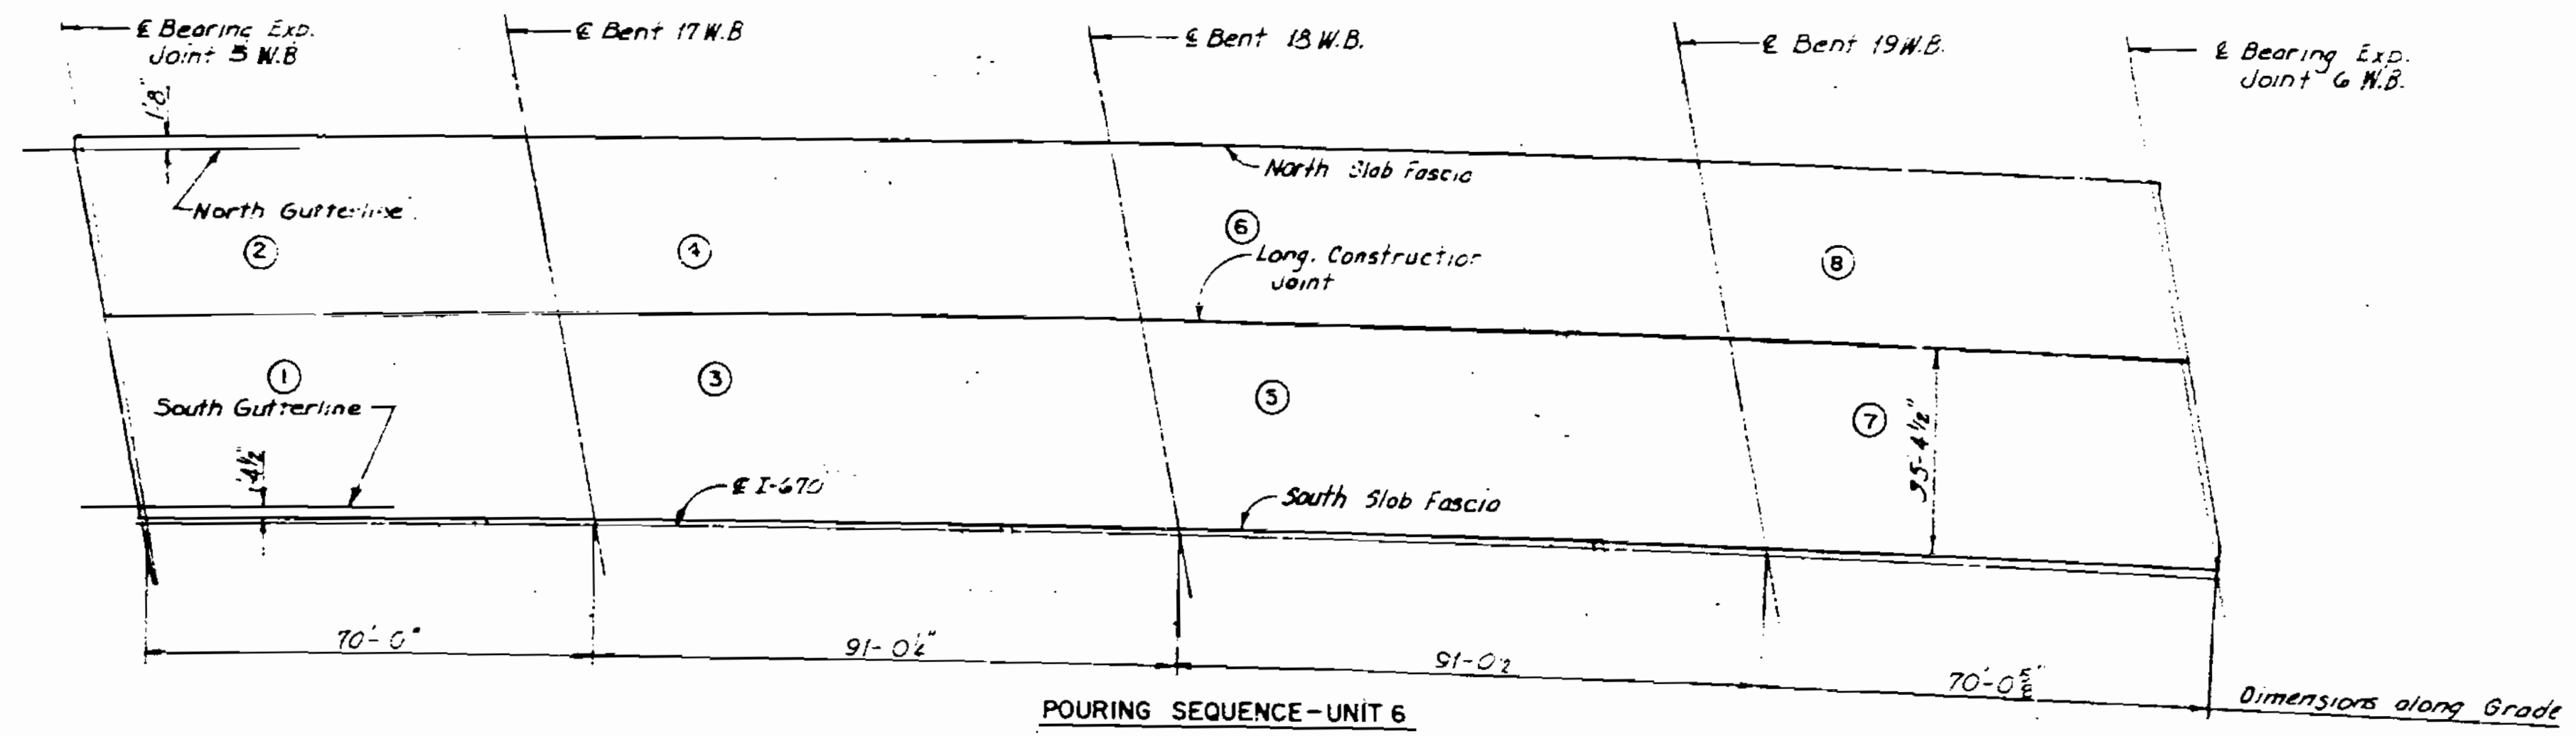 ℄ Bearing Exp.
Joint 5 W.B
℄ Bent 17 W.B
℄ Bent 18 W.B.
℄ Bent 19 W.B.
℄ Bearing Exp.
Joint 6 W.B.
1'-8"
North Slab Fascia
North Gutterline
2
4
6
Long. Construction
Joint
8
1
3
5
7
South Gutterline
1'-4½"
35-4½"
℄ I-670
South Slab Fascia
70'-0"
91-0¼"
91-0½
70'-0⅝"
Dimensions along Grade
POURING SEQUENCE-UNIT 6